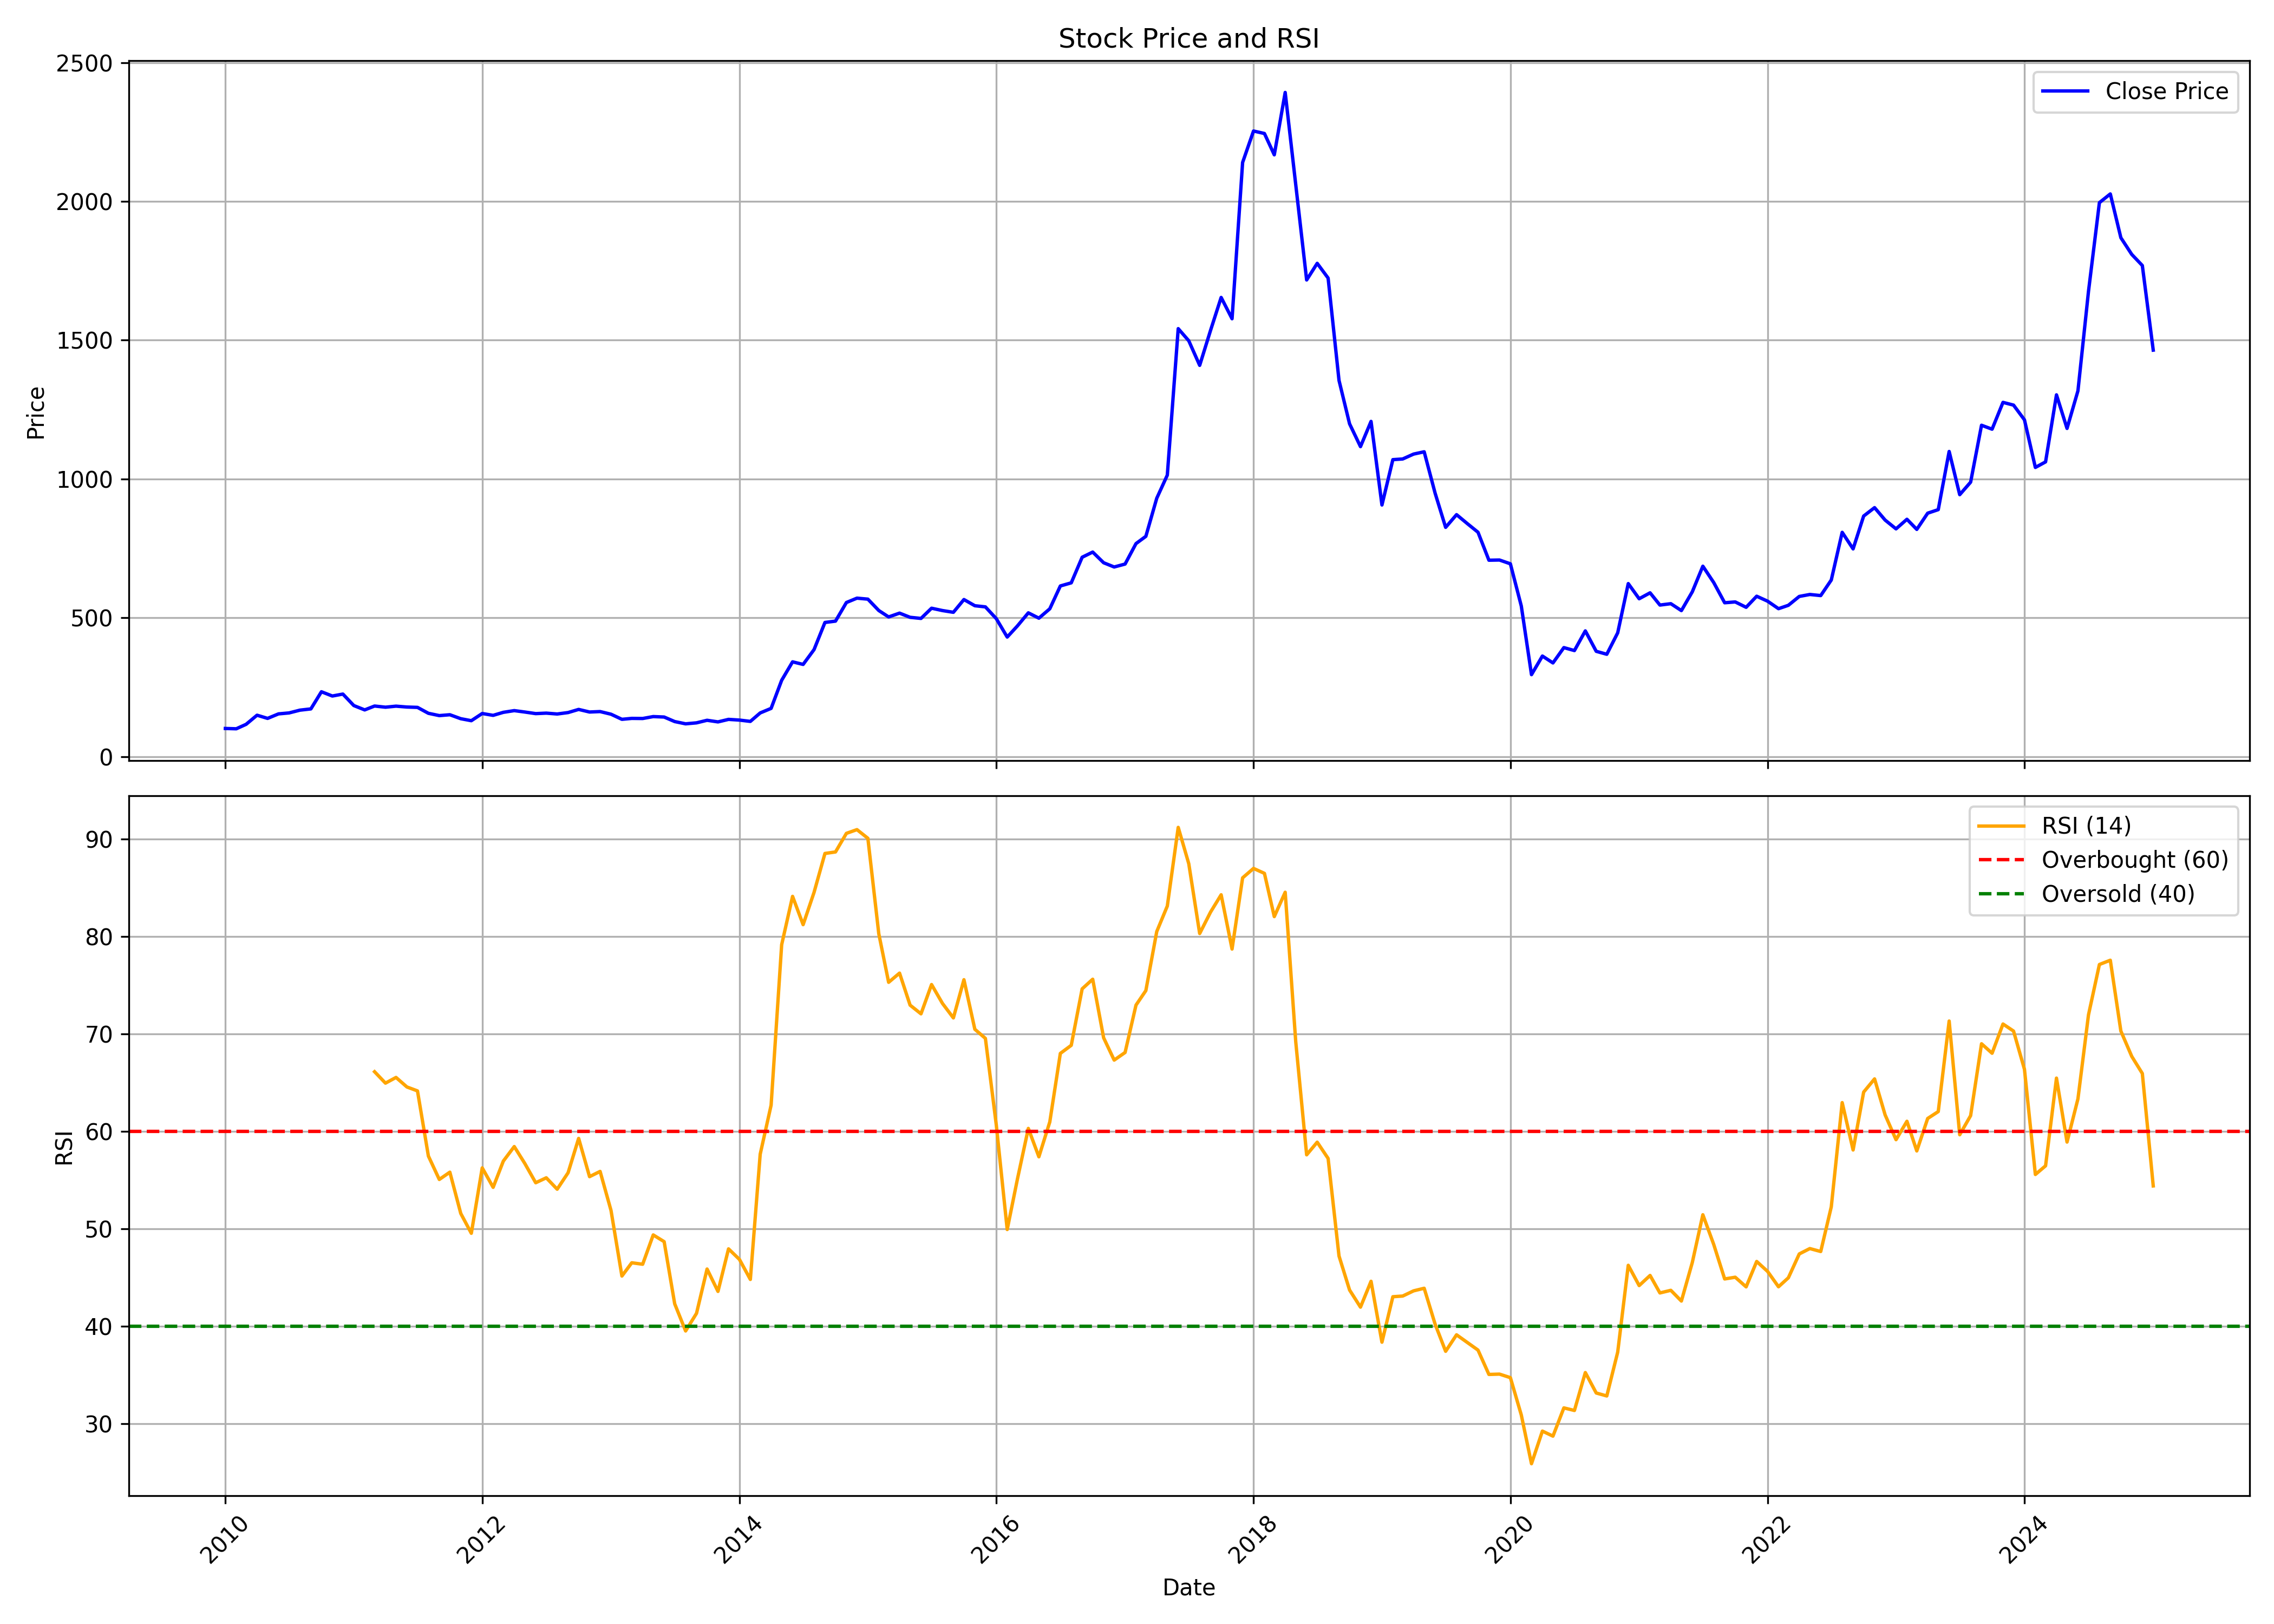 Stock Price and RSI
2500
2000
1500
1000
500
0
Price
Close Price
90
80
70
60
50
40
30
RSI
RSI (14)
Overbought (60)
Oversold (40)
2010
2012
2014
2016
2018
2020
2022
2024
Date